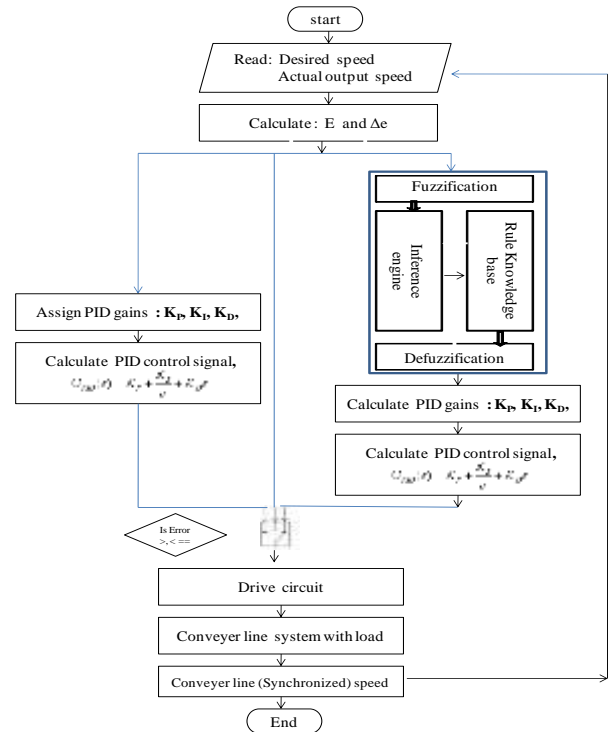 start
Read: Desired speed
Actual output speed
Calculate: E and Δe
Fuzzification
Inference engine
Rule Knowledge base
Defuzzification
Assign PID gains : KP, KI, KD,
Calculate PID control signal,
Calculate PID gains : KP, KI, KD,
Calculate PID control signal,
Is Error
>, < ==
Drive circuit
Conveyer line system with load
Conveyer line (Synchronized) speed
End